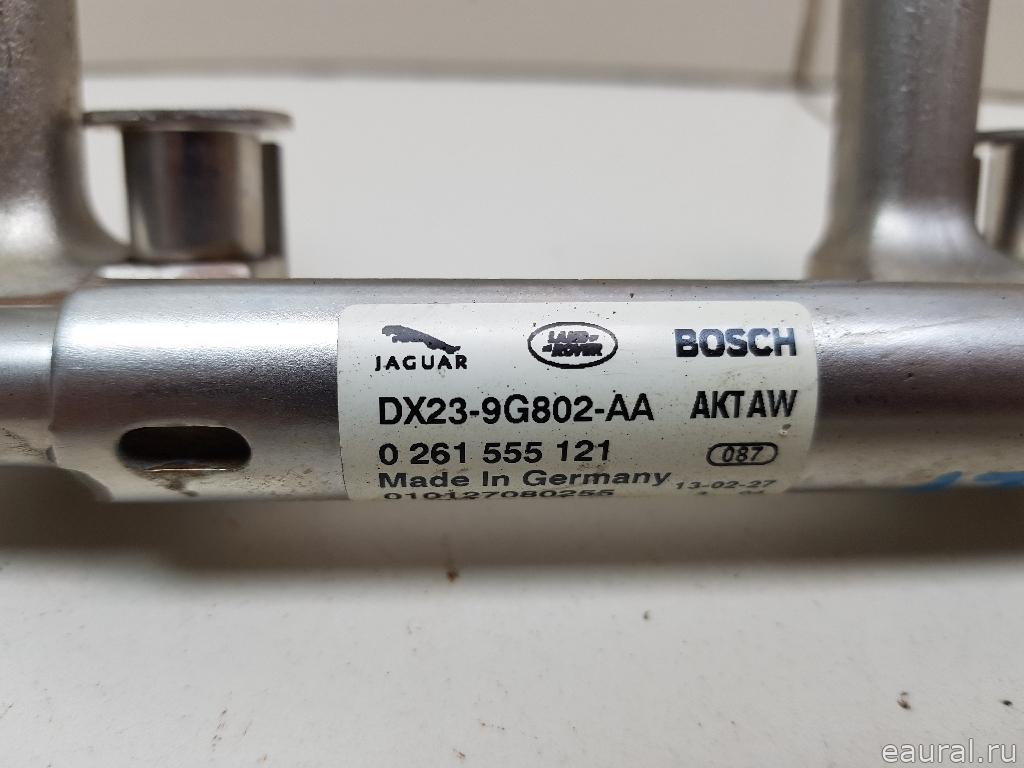 JAGUAR LAND ROVER BOSCH
DX23-9G802-AA AKTAW
0 261 555 121 087
Made In Germany 13-02-27
010127080255
eaural.ru